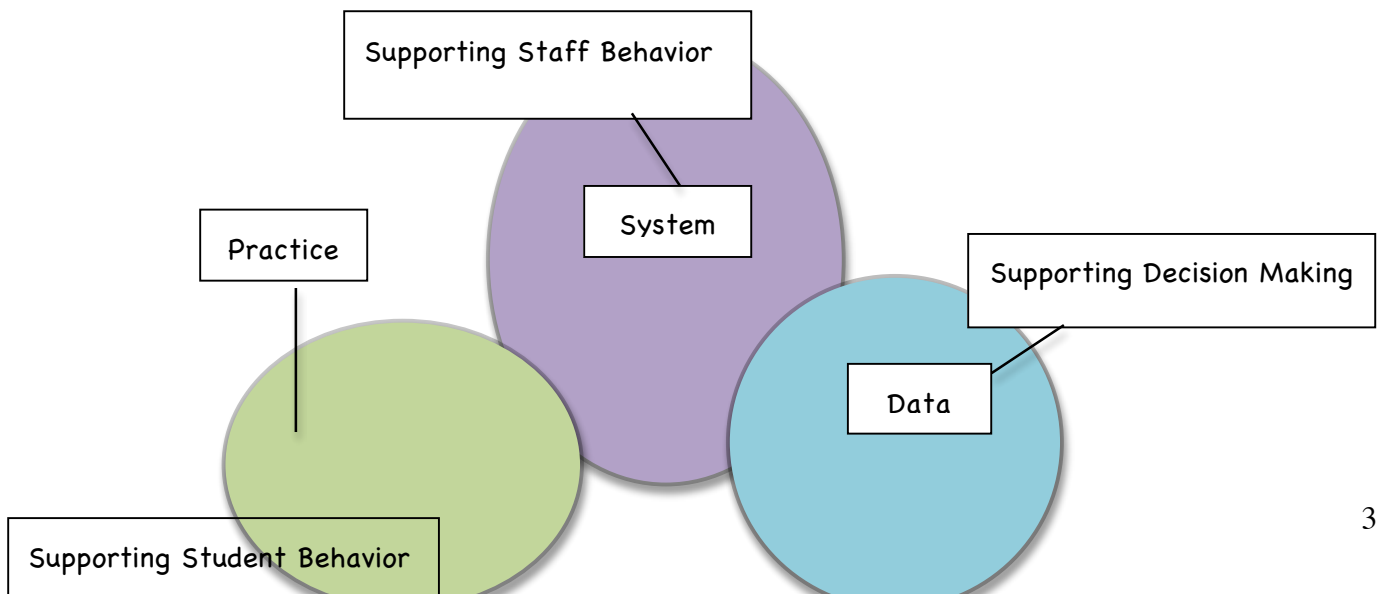 Supporting Staff Behavior
System
Practice
Supporting Decision Making
Data
3
Supporting Student Behavior